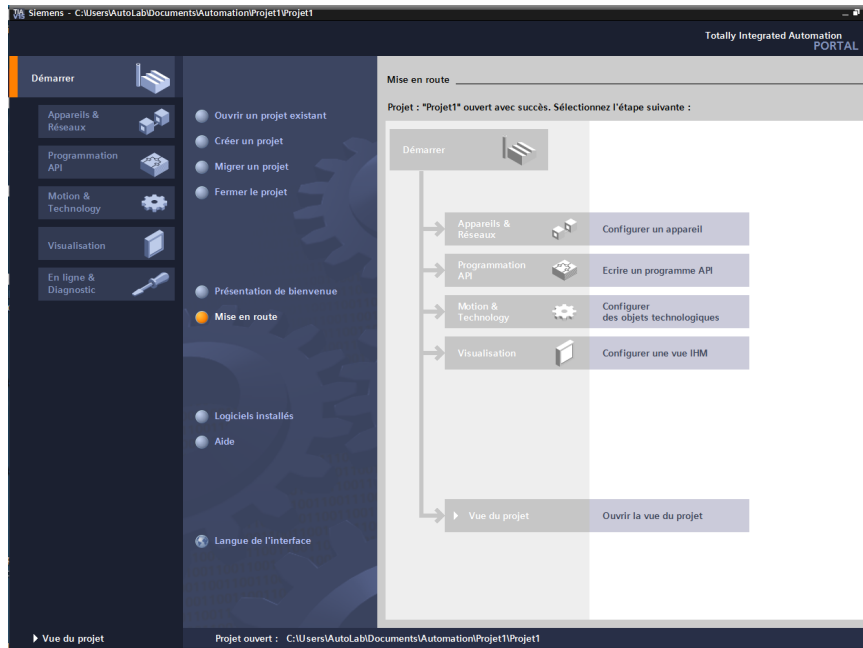 Siemens - C:\Users\AutoLab\Documents\Automation\Projet1\Projet1
Totally Integrated Automation
PORTAL
Démarrer
Appareils &
Réseaux
Programmation
API
Motion &
Technology
Visualisation
En ligne &
Diagnostic
Vue du projet
Ouvrir un projet existant
Créer un projet
Migrer un projet
Fermer le projet
Présentation de bienvenue
Mise en route
Logiciels installés
Aide
Langue de l'interface
Mise en route
Projet : "Projet1" ouvert avec succès. Sélectionnez l'étape suivante :
Démarrer
Appareils &
Réseaux
Configurer un appareil
Programmation
API
Ecrire un programme API
Motion &
Technology
Configurer
des objets technologiques
Visualisation
Configurer une vue IHM
Vue du projet
Ouvrir la vue du projet
Projet ouvert : C:\Users\AutoLab\Documents\Automation\Projet1\Projet1